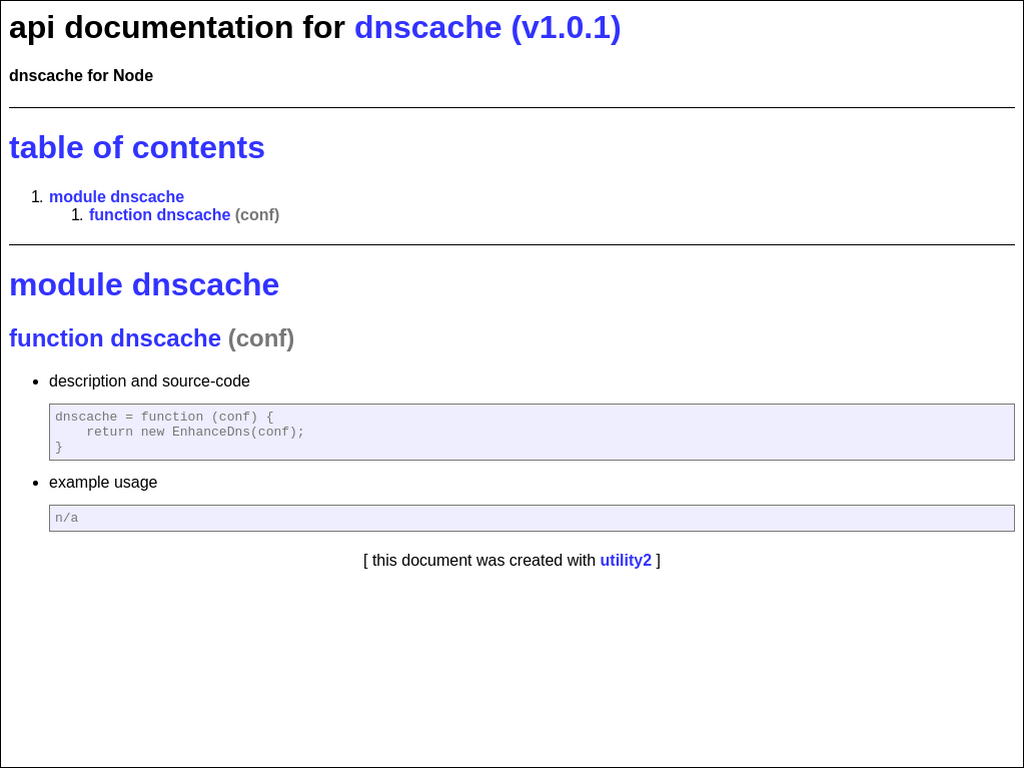 api documentation for dnscache (v1.0.1)
dnscache for Node
table of contents
1. module dnscache
1. function dnscache (conf)
module dnscache
function dnscache (conf)
• description and source-code
dnscache = function (conf) {
    return new EnhanceDns(conf);
}
• example usage
n/a
[ this document was created with utility2 ]